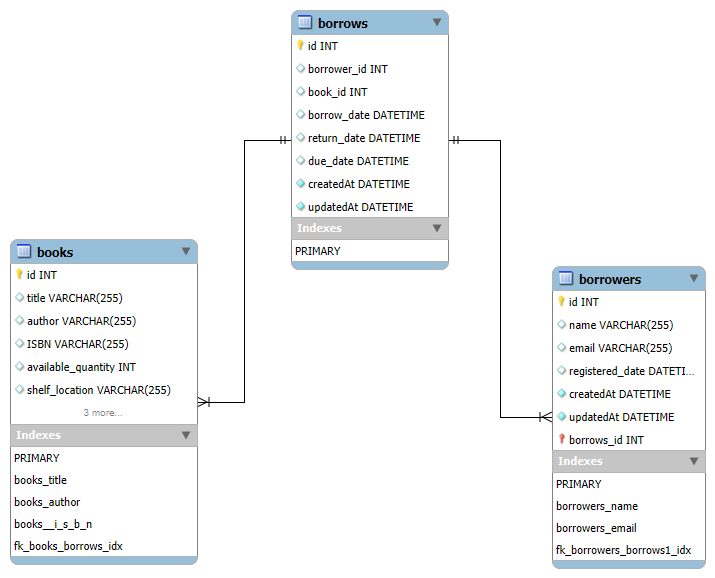 borrows
id INT
borrower_id INT
book_id INT
borrow_date DATETIME
return_date DATETIME
due_date DATETIME
createdAt DATETIME
updatedAt DATETIME
Indexes
PRIMARY
books
id INT
title VARCHAR(255)
author VARCHAR(255)
ISBN VARCHAR(255)
available_quantity INT
shelf_location VARCHAR(255)
3 more...
Indexes
PRIMARY
books_title
books_author
books__i_s_b_n
fk_books_borrows_idx
borrowers
id INT
name VARCHAR(255)
email VARCHAR(255)
registered_date DATETI...
createdAt DATETIME
updatedAt DATETIME
borrows_id INT
Indexes
PRIMARY
borrowers_name
borrowers_email
fk_borrowers_borrows1_idx